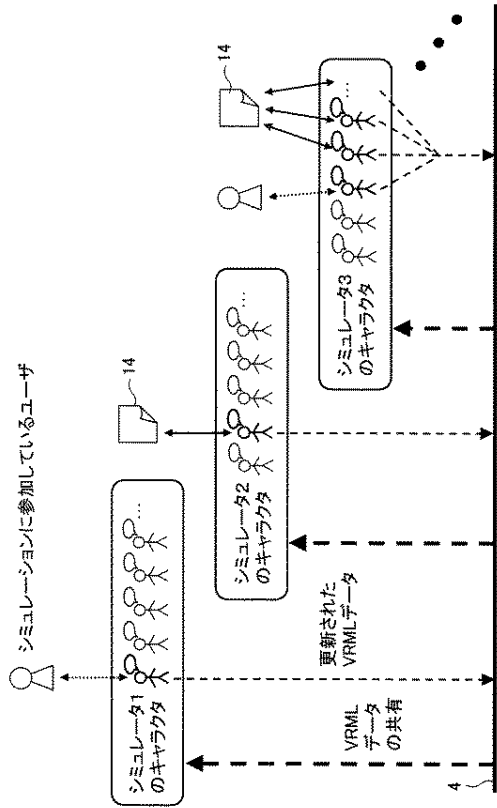 シミュレーションに参加しているユーザ
シミュレータ1
のキャラクタ
...
14
シミュレータ2
のキャラクタ
...
14
シミュレータ3
のキャラクタ
...
VRML
データ
の共有
更新された
VRMLデータ
4